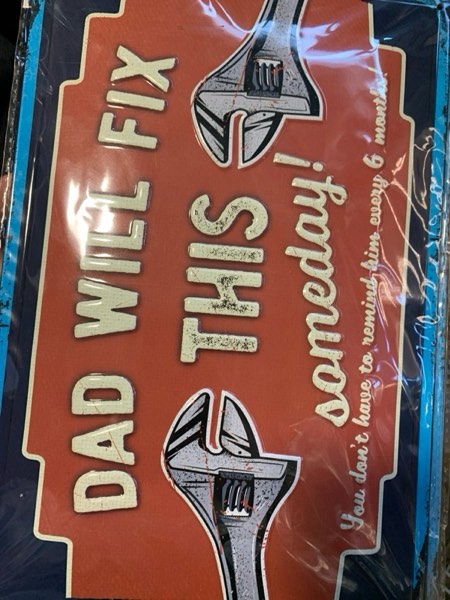 DAD WILL FIX
THIS
someday!
You don't have to remind him every 6 months!